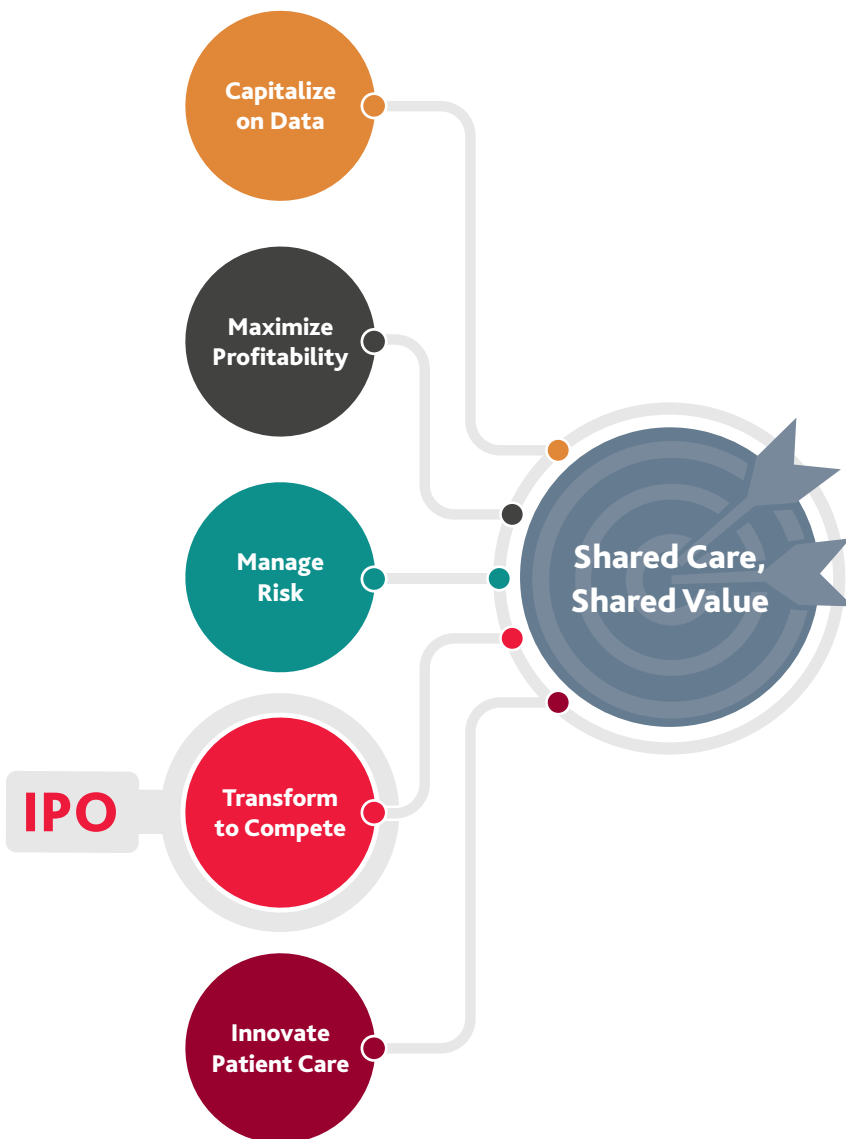 Capitalize
on Data
Maximize
Profitability
Manage
Risk
Shared Care,
Shared Value
IPO
Transform
to Compete
Innovate
Patient Care